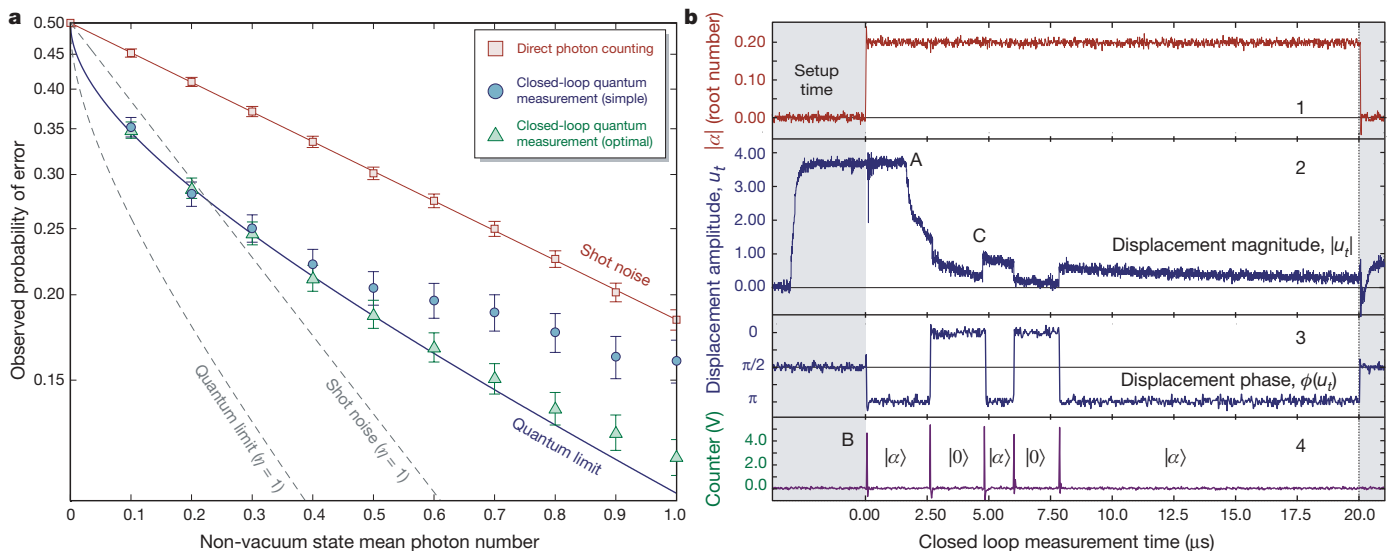 a
Observed probability of error
0.50
0.45
0.40
0.35
0.30
0.25
0.20
0.15
Direct photon counting
Closed-loop quantum
measurement (simple)
Closed-loop quantum
measurement (optimal)
Shot noise
Quantum limit
Shot noise (η = 1)
Quantum limit (η = 1)
0 0.1 0.2 0.3 0.4 0.5 0.6 0.7 0.8 0.9 1.0
Non-vacuum state mean photon number
b
|α| (root number)
0.20
0.10
0.00
Setup
time
1
Displacement amplitude, u_t
4.00
3.00
2.00
1.00
0.00
A
C
2
Displacement magnitude, |u_t|
0
π/2
π
3
Displacement phase, ϕ(u_t)
Counter (V)
4.0
2.0
0.0
B
|α⟩ |0⟩ |α⟩ |0⟩ |α⟩
4
0.00 2.50 5.00 7.50 10.0 12.5 15.0 17.5 20.0
Closed loop measurement time (μs)